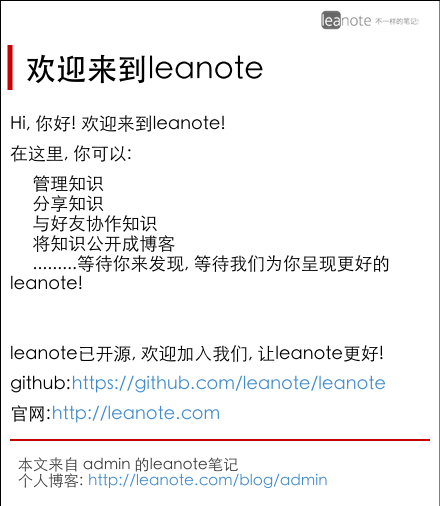 leanote 不一样的笔记!
欢迎来到leanote
Hi, 你好! 欢迎来到leanote!
在这里, 你可以:
管理知识
分享知识
与好友协作知识
将知识公开成博客
.........等待你来发现, 等待我们为你呈现更好的
leanote!
leanote已开源, 欢迎加入我们, 让leanote更好!
github:https://github.com/leanote/leanote
官网:http://leanote.com
本文来自 admin 的leanote笔记
个人博客: http://leanote.com/blog/admin